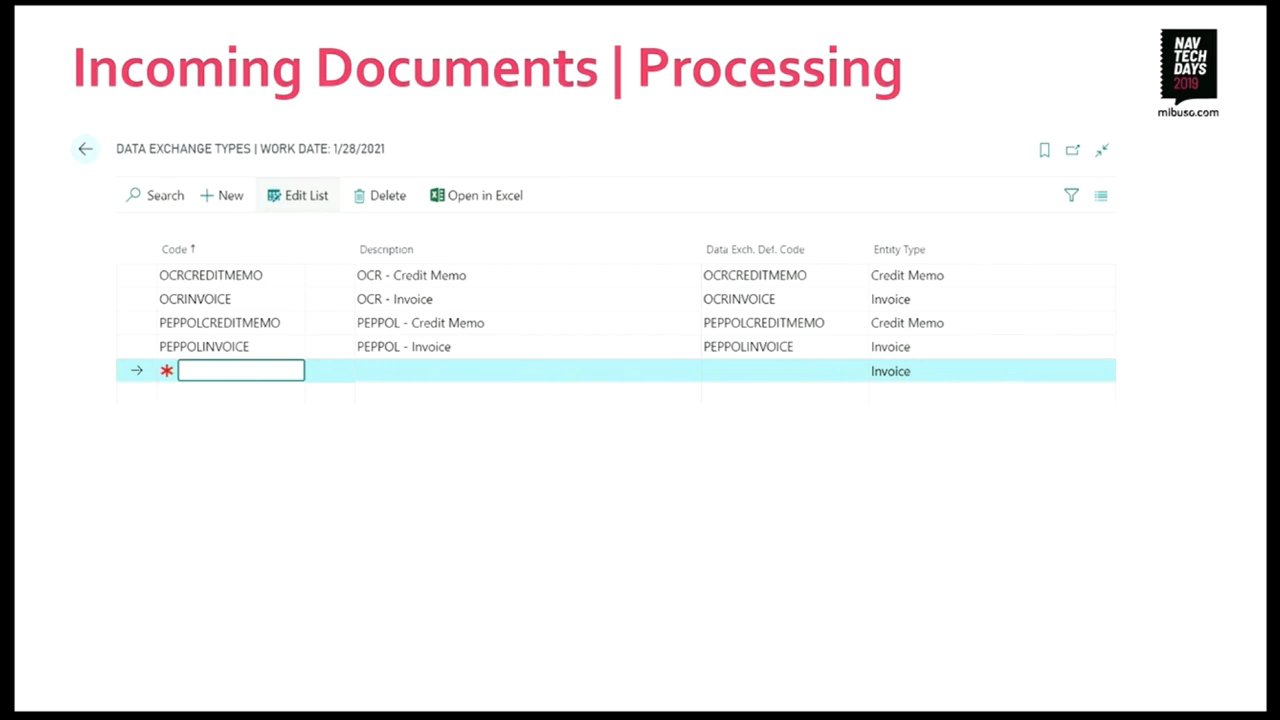 Incoming Documents | Processing
NAV
TECH
DAYS
2019
mibuso.com
DATA EXCHANGE TYPES | WORK DATE: 1/28/2021
Search New Edit List Delete Open in Excel
Code ↑ Description Data Exch. Def. Code Entity Type
OCRCREDITMEMO OCR - Credit Memo OCRCREDITMEMO Credit Memo
OCRINVOICE OCR - Invoice OCRINVOICE Invoice
PEPPOLCREDITMEMO PEPPOL - Credit Memo PEPPOLCREDITMEMO Credit Memo
PEPPOLINVOICE PEPPOL - Invoice PEPPOLINVOICE Invoice
Invoice